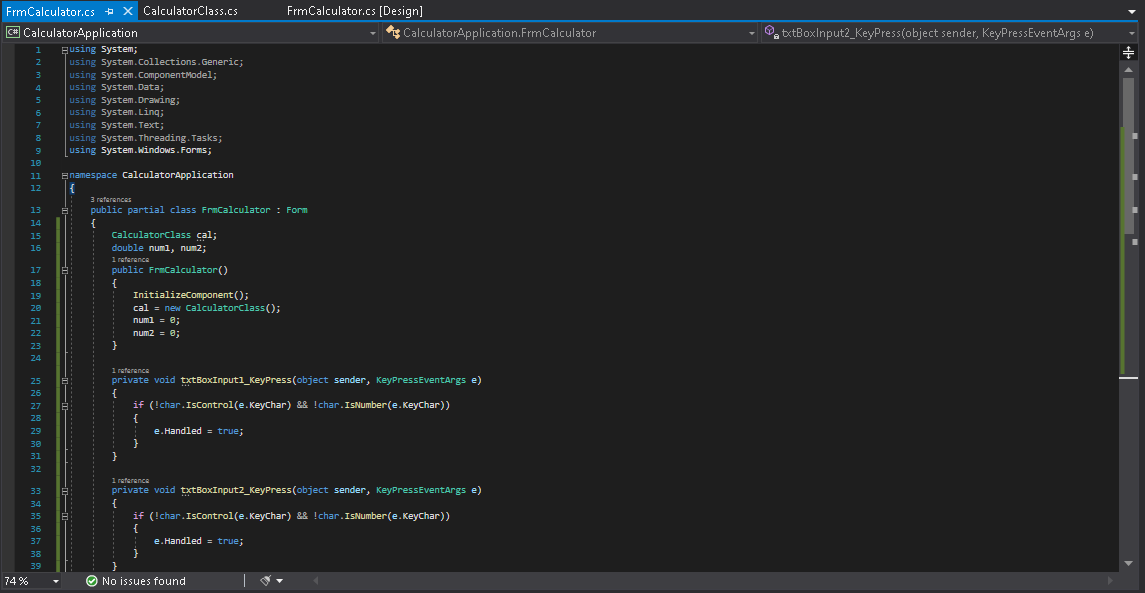 FrmCalculator.cs CalculatorClass.cs FrmCalculator.cs [Design]
C# CalculatorApplication CalculatorApplication.FrmCalculator txtBoxInput2_KeyPress(object sender, KeyPressEventArgs e)
1 using System;
2 using System.Collections.Generic;
3 using System.ComponentModel;
4 using System.Data;
5 using System.Drawing;
6 using System.Linq;
7 using System.Text;
8 using System.Threading.Tasks;
9 using System.Windows.Forms;
10
11 namespace CalculatorApplication
12 {
3 references
13 public partial class FrmCalculator : Form
14 {
15 CalculatorClass cal;
16 double num1, num2;
1 reference
17 public FrmCalculator()
18 {
19 InitializeComponent();
20 cal = new CalculatorClass();
21 num1 = 0;
22 num2 = 0;
23 }
24
1 reference
25 private void txtBoxInput1_KeyPress(object sender, KeyPressEventArgs e)
26 {
27 if (!char.IsControl(e.KeyChar) && !char.IsNumber(e.KeyChar))
28 {
29 e.Handled = true;
30 }
31 }
32
1 reference
33 private void txtBoxInput2_KeyPress(object sender, KeyPressEventArgs e)
34 {
35 if (!char.IsControl(e.KeyChar) && !char.IsNumber(e.KeyChar))
36 {
37 e.Handled = true;
38 }
39 }
74 % No issues found